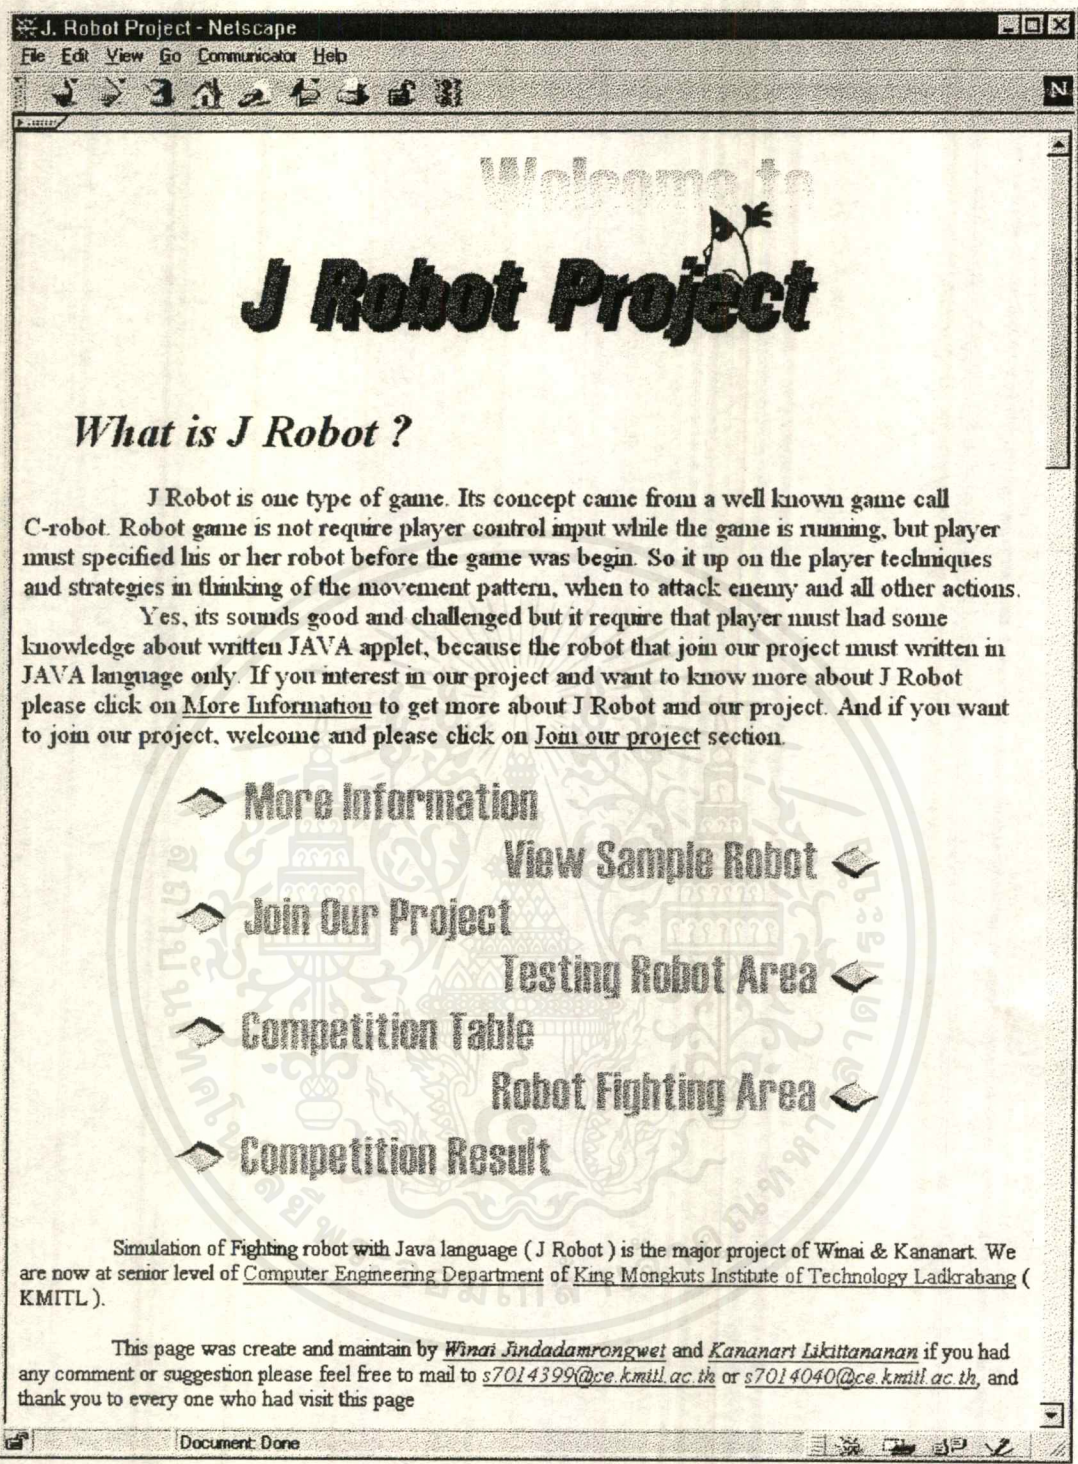 J. Robot Project - Netscape
File Edit View Go Communicator Help
N
Welcome to
J Robot Project
What is J Robot ?
J Robot is one type of game. Its concept came from a well known game call
C-robot. Robot game is not require player control input while the game is running, but player
must specified his or her robot before the game was begin. So it up on the player techniques
and strategies in thinking of the movement pattern, when to attack enemy and all other actions.
Yes, its sounds good and challenged but it require that player must had some
knowledge about written JAVA applet, because the robot that join our project must written in
JAVA language only. If you interest in our project and want to know more about J Robot
please click on More Information to get more about J Robot and our project. And if you want
to join our project, welcome and please click on Join our project section.
More Information
View Sample Robot
Join Our Project
Testing Robot Area
Competition Table
Robot Fighting Area
Competition Result
Simulation of Fighting robot with Java language ( J Robot ) is the major project of Winai & Kananart. We
are now at senior level of Computer Engineering Department of King Mongkuts Institute of Technology Ladkrabang (
KMITL ).
This page was create and maintain by Winai Jindadamrongwet and Kananart Likittananan if you had
any comment or suggestion please feel free to mail to s7014399@ce.kmitl.ac.th or s7014040@ce.kmitl.ac.th, and
thank you to every one who had visit this page
Document: Done